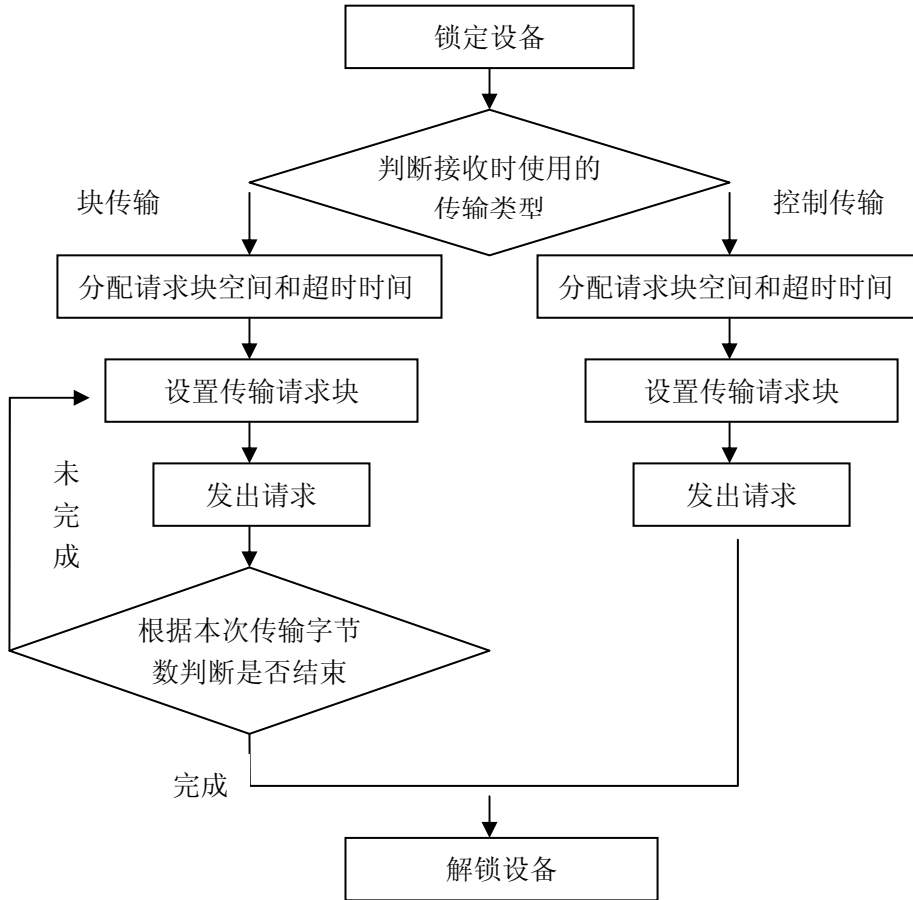 锁定设备
判断接收时使用的
传输类型
块传输
控制传输
分配请求块空间和超时时间
分配请求块空间和超时时间
设置传输请求块
设置传输请求块
未
完
成
发出请求
发出请求
根据本次传输字节
数判断是否结束
完成
解锁设备